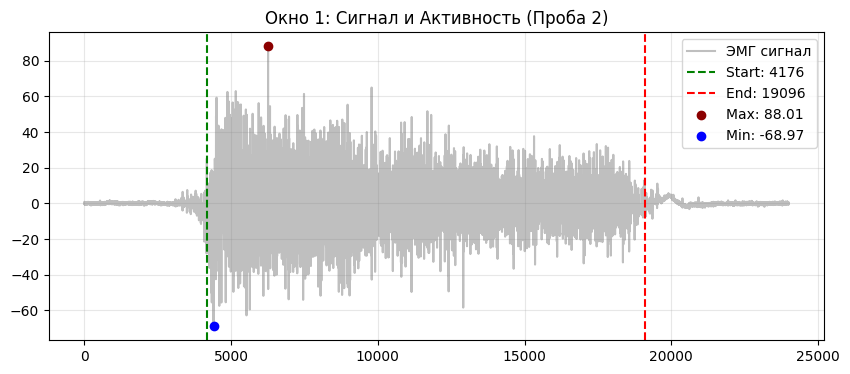 Окно 1: Сигнал и Активность (Проба 2)
ЭМГ сигнал
Start: 4176
End: 19096
Max: 88.01
Min: -68.97
80
60
40
20
0
−20
−40
−60
0 5000 10000 15000 20000 25000